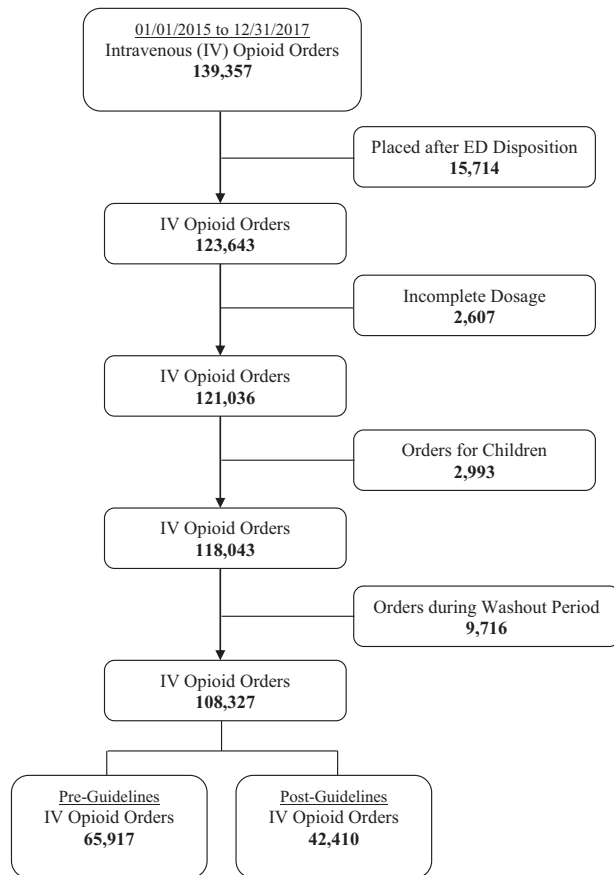 01/01/2015 to 12/31/2017
Intravenous (IV) Opioid Orders
139,357
Placed after ED Disposition
15,714
IV Opioid Orders
123,643
Incomplete Dosage
2,607
IV Opioid Orders
121,036
Orders for Children
2,993
IV Opioid Orders
118,043
Orders during Washout Period
9,716
IV Opioid Orders
108,327
Pre-Guidelines
IV Opioid Orders
65,917
Post-Guidelines
IV Opioid Orders
42,410